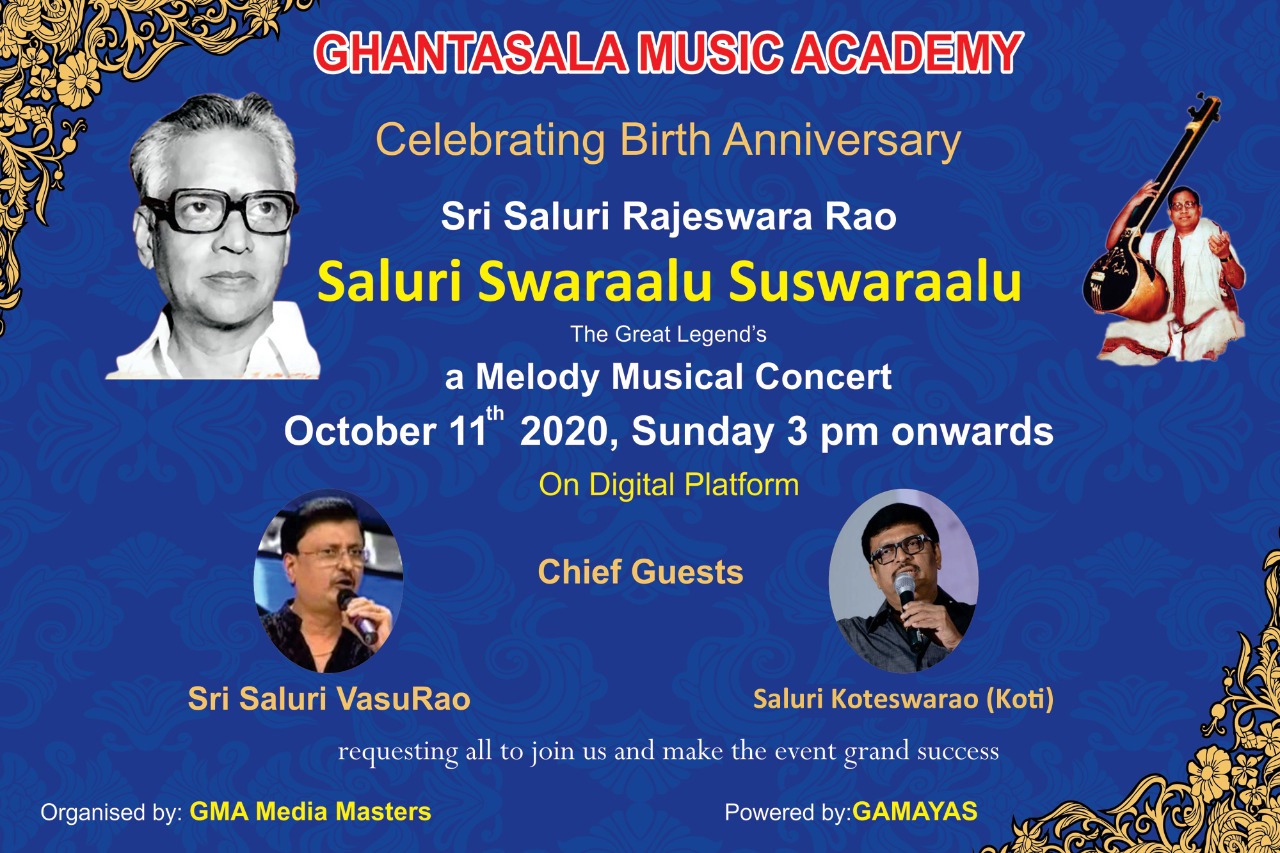 GHANTASALA MUSIC ACADEMY
Celebrating Birth Anniversary
Sri Saluri Rajeswara Rao
Saluri Swaraalu Suswaraalu
The Great Legend's
a Melody Musical Concert
October 11th 2020, Sunday 3 pm onwards
On Digital Platform
Chief Guests
Sri Saluri VasuRao
Saluri Koteswarao (Koti)
requesting all to join us and make the event grand success
Organised by: GMA Media Masters
Powered by:GAMAYAS